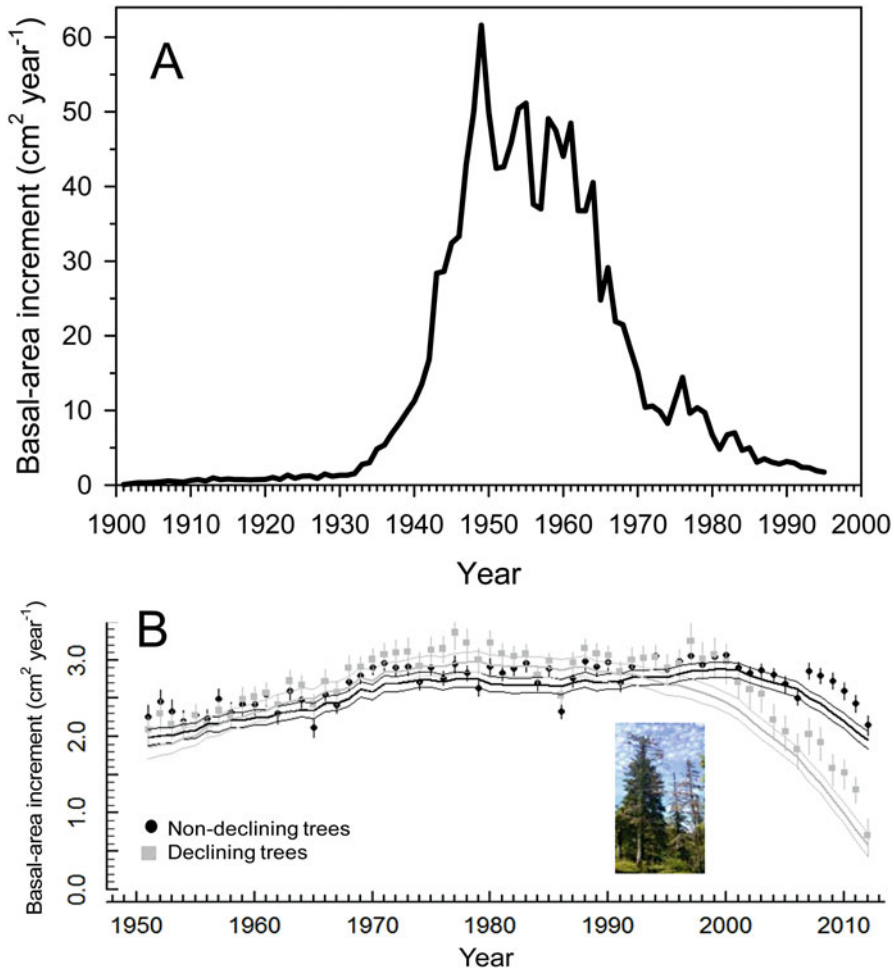 A
Basal-area increment (cm² year⁻¹)
60
50
40
30
20
10
0
1900 1910 1920 1930 1940 1950 1960 1970 1980 1990 2000
Year
B
Basal-area increment (cm² year⁻¹)
3.0
2.0
1.0
0.0
Non-declining trees
Declining trees
1950 1960 1970 1980 1990 2000 2010
Year